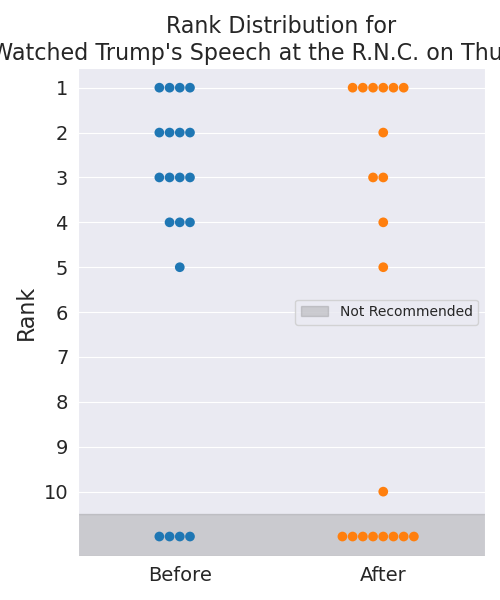 Rank Distribution for
Watched Trump's Speech at the R.N.C. on Thu
1
2
3
4
5
6
7
8
9
10
Rank
Not Recommended
Before
After